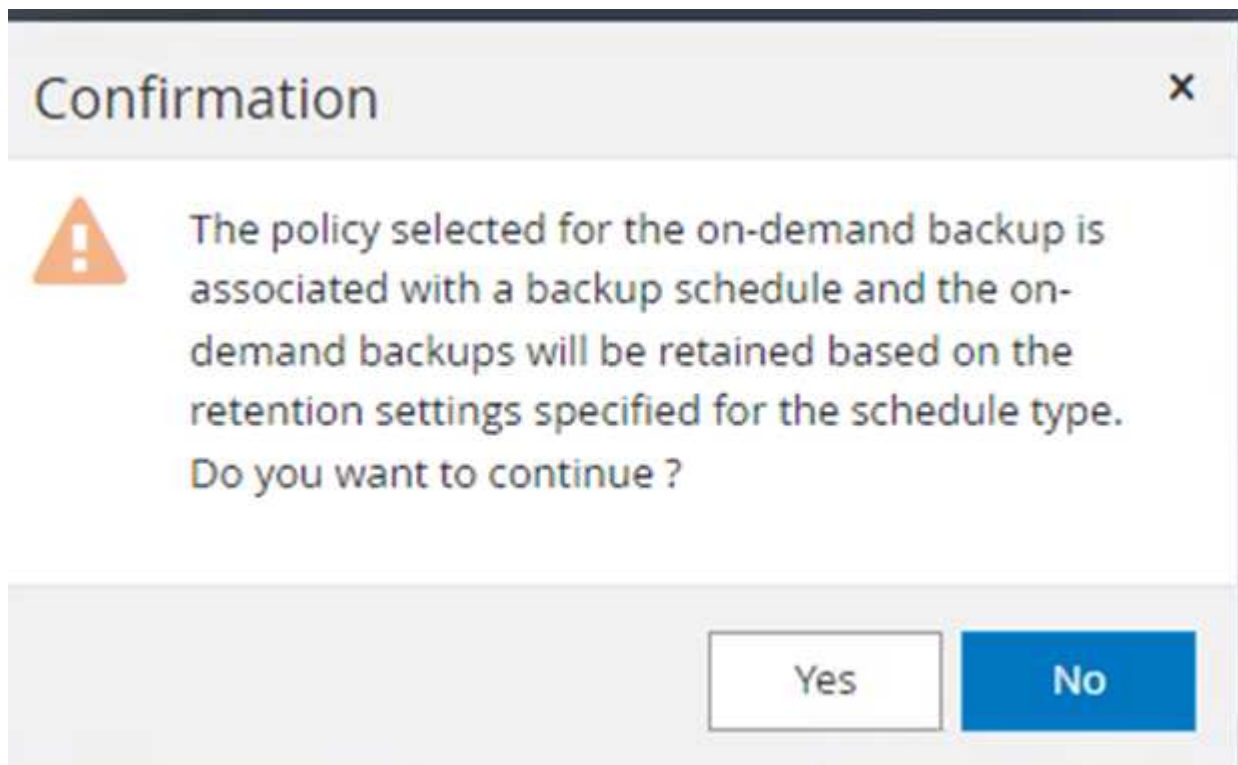 Confirmation
×
The policy selected for the on-demand backup is
associated with a backup schedule and the on-
demand backups will be retained based on the
retention settings specified for the schedule type.
Do you want to continue ?
Yes
No